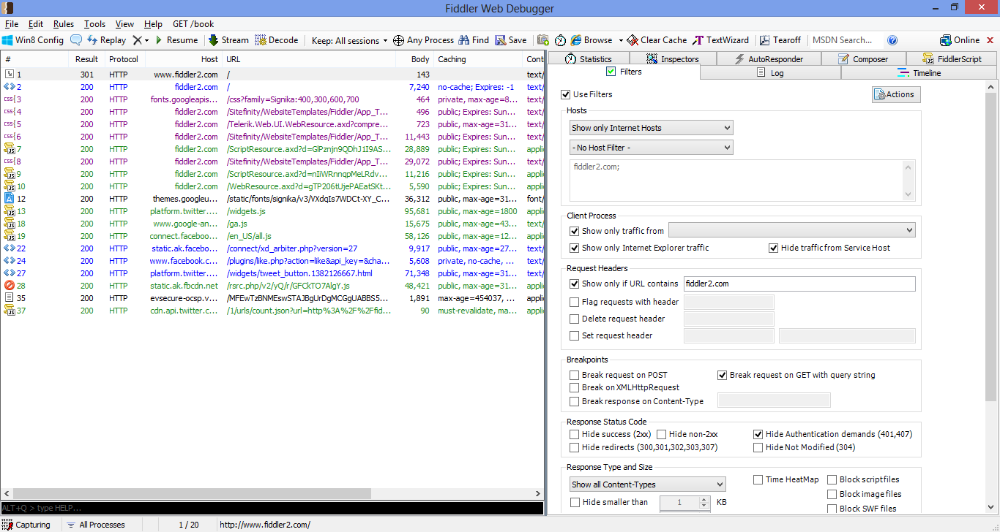 Fiddler Web Debugger
File Edit Rules Tools View Help GET /book
Win8 Config Replay Resume Stream Decode Keep: All sessions Any Process Find Save Browse Clear Cache TextWizard Tearoff MSDN Search... Online
# Result Protocol Host URL Body Caching Cont
1 301 HTTP www.fiddler2.com / 143 text/
2 200 HTTP fiddler2.com / 7,240 no-cache; Expires: -1 text/
3 200 HTTP fonts.googleapis... /css?family=Signika:400,300,600,700 464 private, max-age=8... text/
4 200 HTTP fiddler2.com /Sitefinity/WebsiteTemplates/Fiddler/App_T... 496 public; Expires: Sun... text/
5 200 HTTP fiddler2.com /Telerik.Web.UI.WebResource.axd?compre... 723 public, max-age=31... text/
6 200 HTTP fiddler2.com /Sitefinity/WebsiteTemplates/Fiddler/App_T... 11,443 public; Expires: Sun... text/
7 200 HTTP fiddler2.com /ScriptResource.axd?d=GlPznjn9QDhJ1I9AS... 28,889 public; Expires: Sun... applic
8 200 HTTP fiddler2.com /Sitefinity/WebsiteTemplates/Fiddler/App_T... 29,072 public; Expires: Sun... text/
9 200 HTTP fiddler2.com /ScriptResource.axd?d=nIiWRnnqpMeLRdv... 11,216 public; Expires: Sun... applic
10 200 HTTP fiddler2.com /WebResource.axd?d=gTP206tUjePAEatSKt... 5,590 public; Expires: Sun... applic
12 200 HTTP themes.googleu... /static/fonts/signika/v3/VXdqIs7WDCt-XY_C... 36,312 public, max-age=31... font/
13 200 HTTP platform.twitter.... /widgets.js 95,681 public, max-age=1800 applic
18 200 HTTP www.google-an... /ga.js 15,675 public, max-age=43... text/
19 200 HTTP connect.faceboo... /en_US/all.js 58,126 public, max-age=12... applic
22 200 HTTP static.ak.facebo... /connect/xd_arbiter.php?version=27 9,917 public, max-age=27... text/
24 200 HTTP www.facebook.c... /plugins/like.php?action=like&api_key=&cha... 5,608 private, no-cache, ... text/
27 200 HTTP platform.twitter.... /widgets/tweet_button.1382126667.html 71,348 public, max-age=31... text/
28 200 HTTP static.ak.fbcdn.net /rsrc.php/v2/yQ/r/GFCkTO7AlgY.js 48,421 public, max-age=31... applic
35 200 HTTP evsecure-ocsp.v... /MFEwTzBNMEswSTAJBgUrDgMCGgUABBS5... 1,891 max-age=454037, ... applic
37 200 HTTP cdn.api.twitter.c... /1/urls/count.json?url=http%3A%2F%2Ffid... 90 must-revalidate, ma... applic
ALT+Q > type HELP...
Capturing All Processes 1 / 20 http://www.fiddler2.com/
Statistics Inspectors AutoResponder Composer FiddlerScript
Filters Log Timeline
Use Filters Actions
Hosts
Show only Internet Hosts
- No Host Filter -
fiddler2.com;
Client Process
Show only traffic from
Show only Internet Explorer traffic Hide traffic from Service Host
Request Headers
Show only if URL contains fiddler2.com
Flag requests with header
Delete request header
Set request header
Breakpoints
Break request on POST Break request on GET with query string
Break on XMLHttpRequest
Break response on Content-Type
Response Status Code
Hide success (2xx) Hide non-2xx Hide Authentication demands (401,407)
Hide redirects (300,301,302,303,307) Hide Not Modified (304)
Response Type and Size
Show all Content-Types Time HeatMap Block script files
Block image files
Hide smaller than 1 KB
Block SWF files